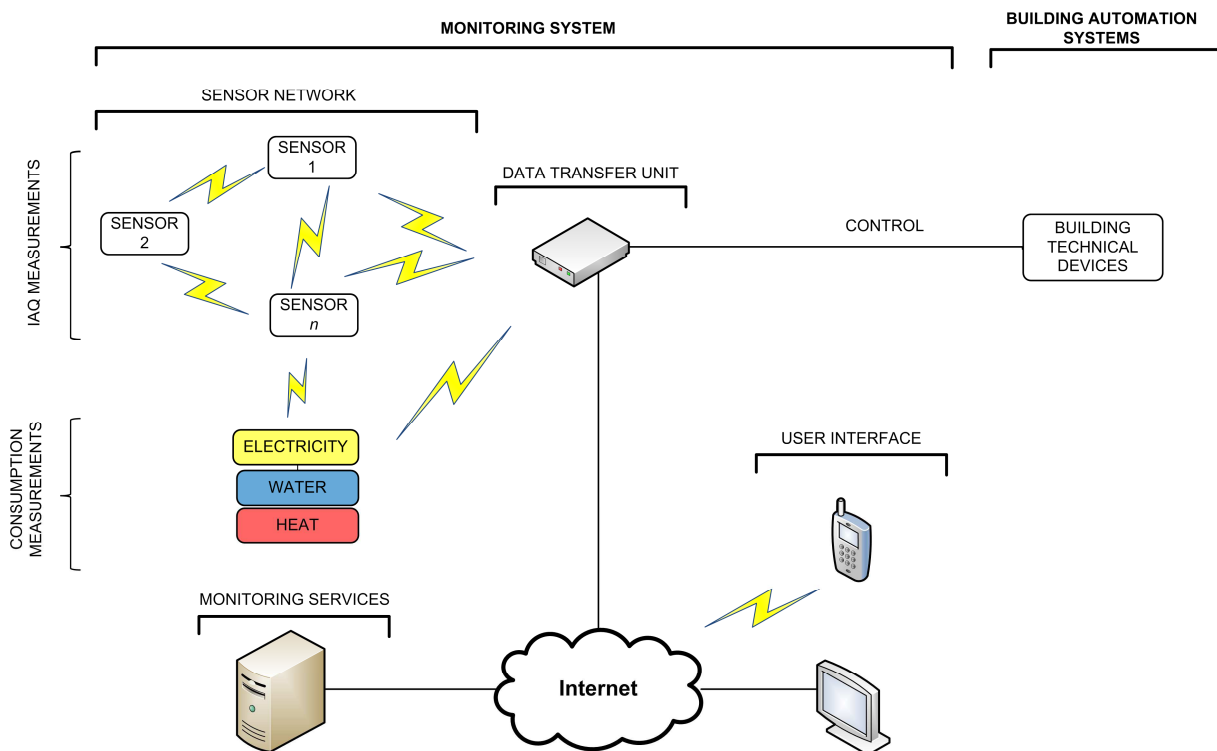 MONITORING SYSTEM
BUILDING AUTOMATION
SYSTEMS
SENSOR NETWORK
IAQ MEASUREMENTS
SENSOR
1
SENSOR
2
SENSOR
n
DATA TRANSFER UNIT
CONTROL
BUILDING
TECHNICAL
DEVICES
CONSUMPTION
MEASUREMENTS
ELECTRICITY
WATER
HEAT
USER INTERFACE
MONITORING SERVICES
Internet